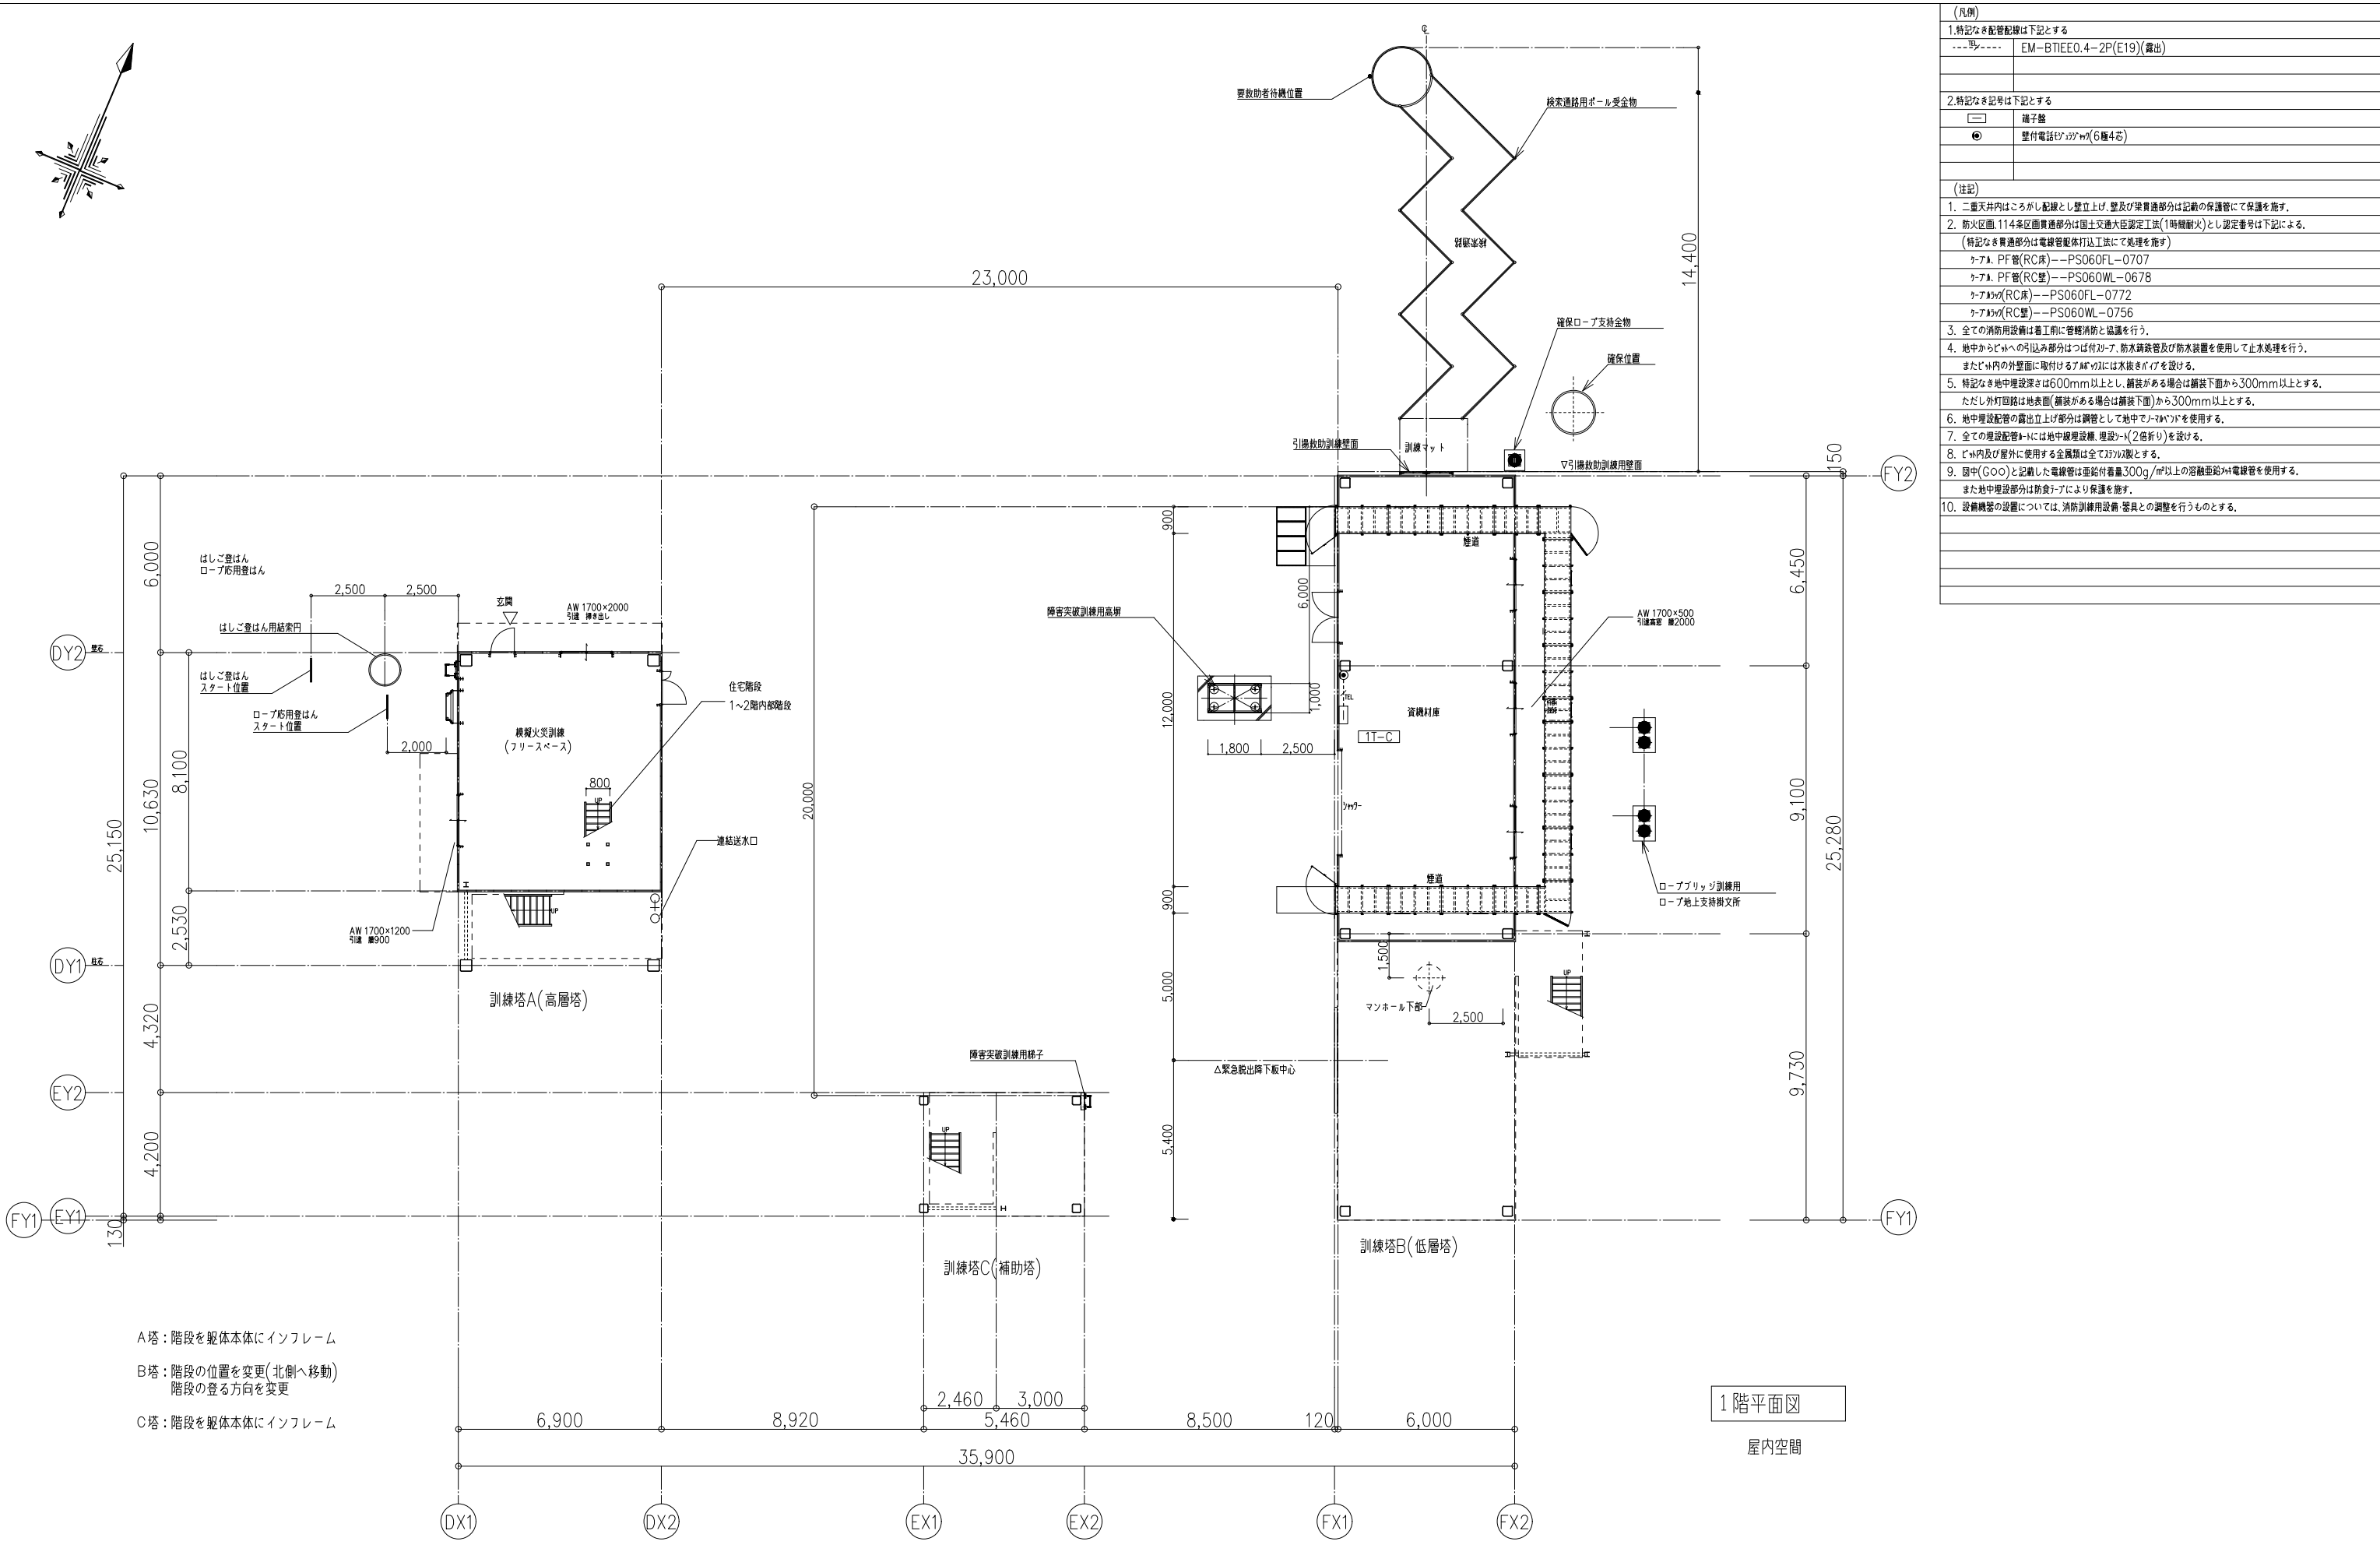 (凡例)
1.特記なき配管配線は下記とする
TEL
EM-BTIEE0.4-2P(E19)(露出)
2.特記なき記号は下記とする
端子盤
壁付電話ﾓｼﾞｭﾗｼﾞｬｯｸ(6極4芯)
(注記)
1. 二重天井内はころがし配線とし壁立上げ、壁及び梁貫通部分は記載の保護管にて保護を施す。
2. 防火区画、114条区画貫通部分は国土交通大臣認定工法(1時間耐火)とし認定番号は下記による。
(特記なき貫通部分は電線管躯体打込工法にて処理を施す)
ｹｰﾌﾞﾙ、PF管(RC床)--PS060FL-0707
ｹｰﾌﾞﾙ、PF管(RC壁)--PS060WL-0678
ｹｰﾌﾞﾙﾗｯｸ(RC床)--PS060FL-0772
ｹｰﾌﾞﾙﾗｯｸ(RC壁)--PS060WL-0756
3. 全ての消防用設備は着工前に管轄消防と協議を行う。
4. 地中からﾋﾟｯﾄへの引込み部分はつば付ｽﾘｰﾌﾞ、防水鋳鉄管及び防水装置を使用して止水処理を行う。
またﾋﾟｯﾄ内の外壁面に取付けるﾌﾟﾙﾎﾞｯｸｽには水抜きﾊﾟｲﾌﾟを設ける。
5. 特記なき地中埋設深さは600mm以上とし、舗装がある場合は舗装下面から300mm以上とする。
ただし外灯回路は地表面(舗装がある場合は舗装下面)から300mm以上とする。
6. 地中埋設配管の露出立上げ部分は鋼管として地中でﾉｰﾏﾙﾍﾞﾝﾄﾞを使用する。
7. 全ての埋設配管ﾙｰﾄには地中線埋設標、埋設ｼｰﾄ(2倍折り)を設ける。
8. ﾋﾟｯﾄ内及び屋外に使用する金属類は全てｽﾃﾝﾚｽ製とする。
9. 図中(G○○)と記載した電線管は亜鉛付着量300g/㎡以上の溶融亜鉛ﾒｯｷ電線管を使用する。
また地中埋設部分は防食ﾃｰﾌﾟにより保護を施す。
10. 設備機器の設置については、消防訓練用設備・器具との調整を行うものとする。
要救助者待機位置
検索通路用ポール受金物
検索通路
14,400
23,000
確保ロープ支持金物
確保位置
引揚救助訓練壁面
訓練マット
▽引揚救助訓練用壁面
150
FY2
はしご登はん
ロープ応用登はん
2,500
2,500
玄関
AW 1700×2000
引違 掃き出し
はしご登はん用結索円
DY2
壁芯
はしご登はん
スタート位置
ロープ応用登はん
スタート位置
2,000
模擬火災訓練
(フリースペース)
800
UP
住宅階段
1～2階内部階段
連結送水口
UP
AW 1700×1200
引違 腰900
DY1
柱芯
訓練塔A(高層塔)
6,000
10,630
8,100
2,530
25,150
4,320
4,200
130
EY2
EY1
FY1
20,000
900
煙道
6,000
障害突破訓練用高塀
1,000
12,000
1,800
2,500
TEL
資機材庫
1T-C
ｼｬｯﾀｰ
AW 1700×500
引違高窓 腰2000
煙道
煙道
900
ロープブリッジ訓練用
ロープ地上支持掛支所
1,500
5,000
マンホール下部
2,500
UP
△緊急脱出降下板中心
5,400
障害突破訓練用梯子
UP
訓練塔C(補助塔)
訓練塔B(低層塔)
6,450
9,100
25,280
9,730
FY1
A塔：階段を躯体本体にインフレーム
B塔：階段の位置を変更(北側へ移動)
階段の登る方向を変更
C塔：階段を躯体本体にインフレーム
2,460
3,000
6,900
8,920
5,460
8,500
120
6,000
35,900
DX1
DX2
EX1
EX2
FX1
FX2
1階平面図
屋内空間